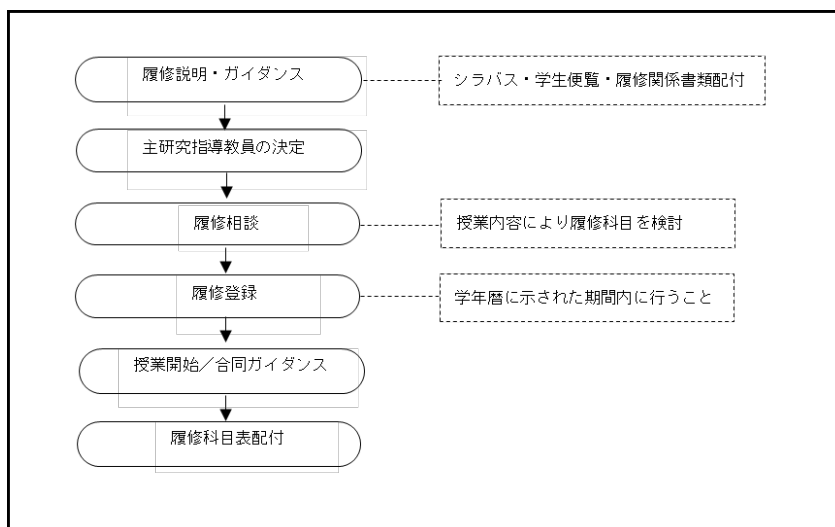 履修説明・ガイダンス
シラバス・学生便覧・履修関係書類配付
主研究指導教員の決定
履修相談
授業内容により履修科目を検討
履修登録
学年暦に示された期間内に行うこと
授業開始／合同ガイダンス
履修科目表配付